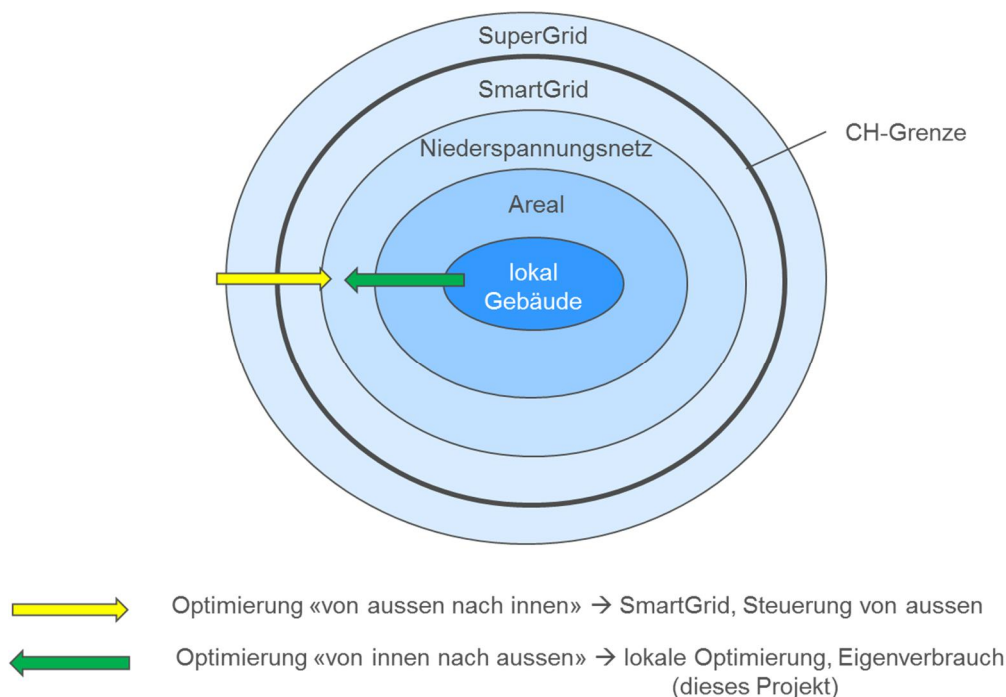 SuperGrid
SmartGrid
CH-Grenze
Niederspannungsnetz
Areal
lokal
Gebäude
Optimierung «von aussen nach innen» → SmartGrid, Steuerung von aussen
Optimierung «von innen nach aussen» → lokale Optimierung, Eigenverbrauch
(dieses Projekt)